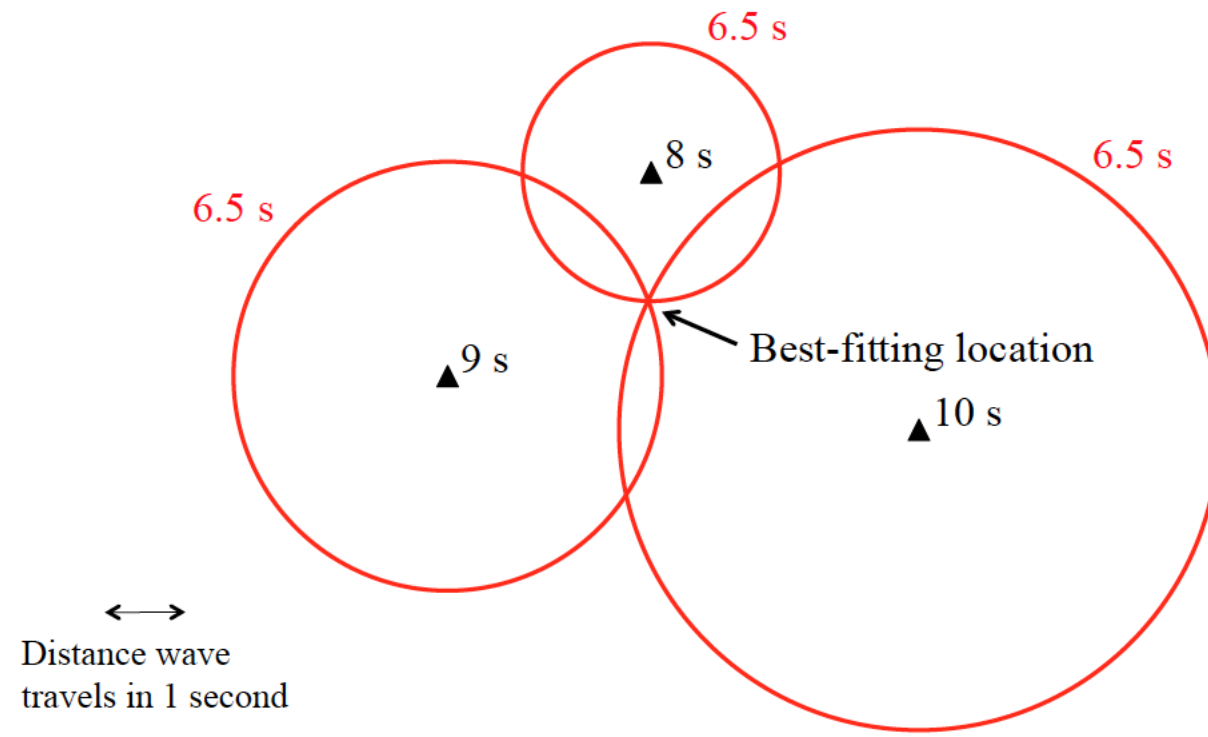 6.5 s
8 s
6.5 s
6.5 s
9 s
Best-fitting location
10 s
Distance wave
travels in 1 second